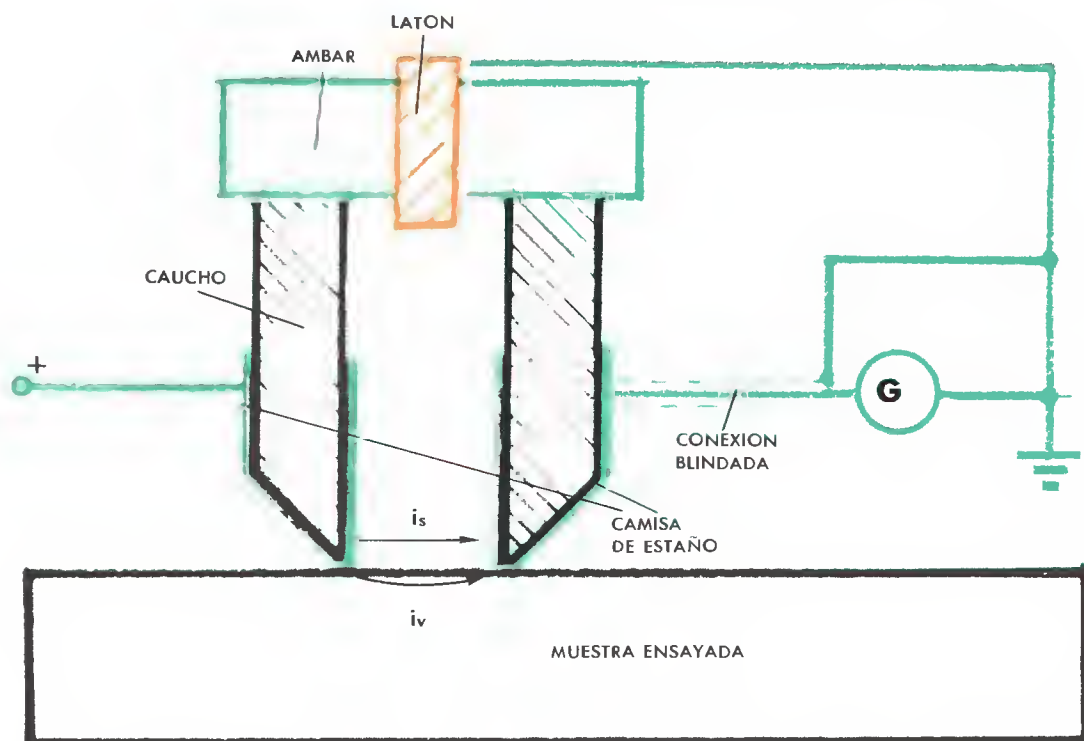 LATON
AMBAR
CAUCHO
+
G
CONEXION
BLINDADA
CAMISA
DE ESTAÑO
is
iv
MUESTRA ENSAYADA